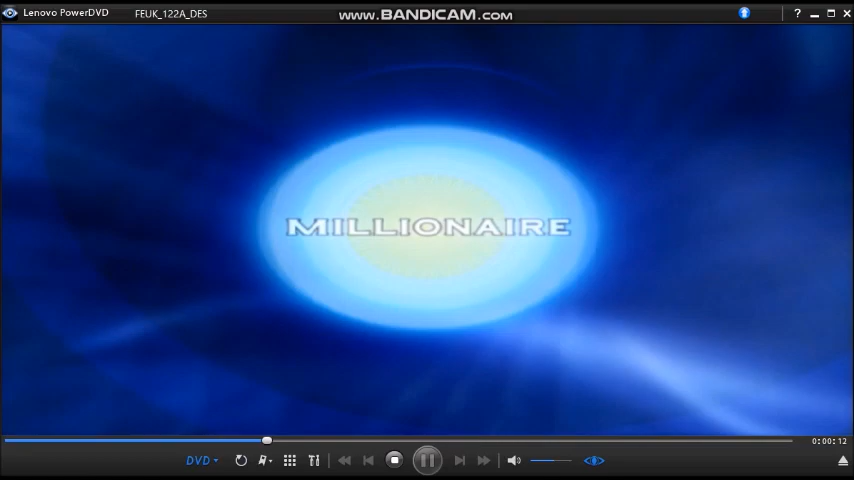 Lenovo PowerDVD
FEUK_122A_DES
www.BANDICAM.com
?
MILLIONAIRE
0:00:12
DVD